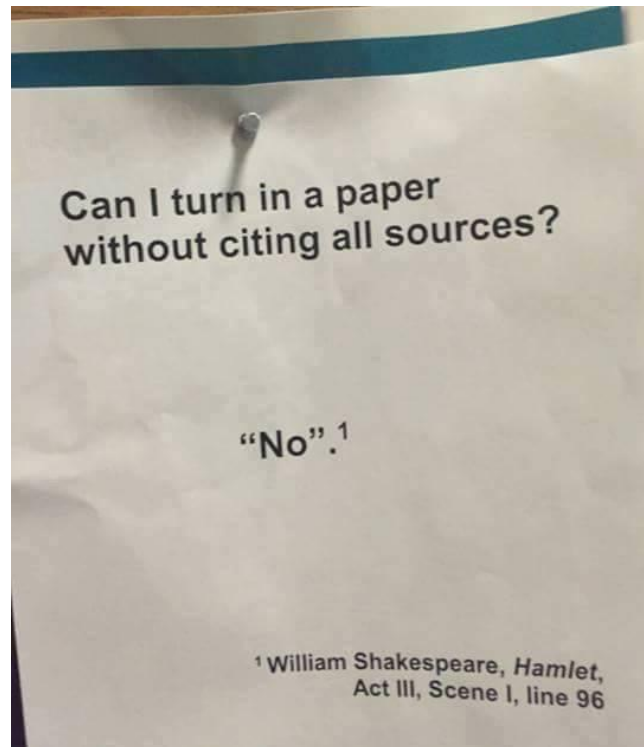 Can I turn in a paper
without citing all sources?
“No”.¹
¹ William Shakespeare, Hamlet,
Act III, Scene I, line 96